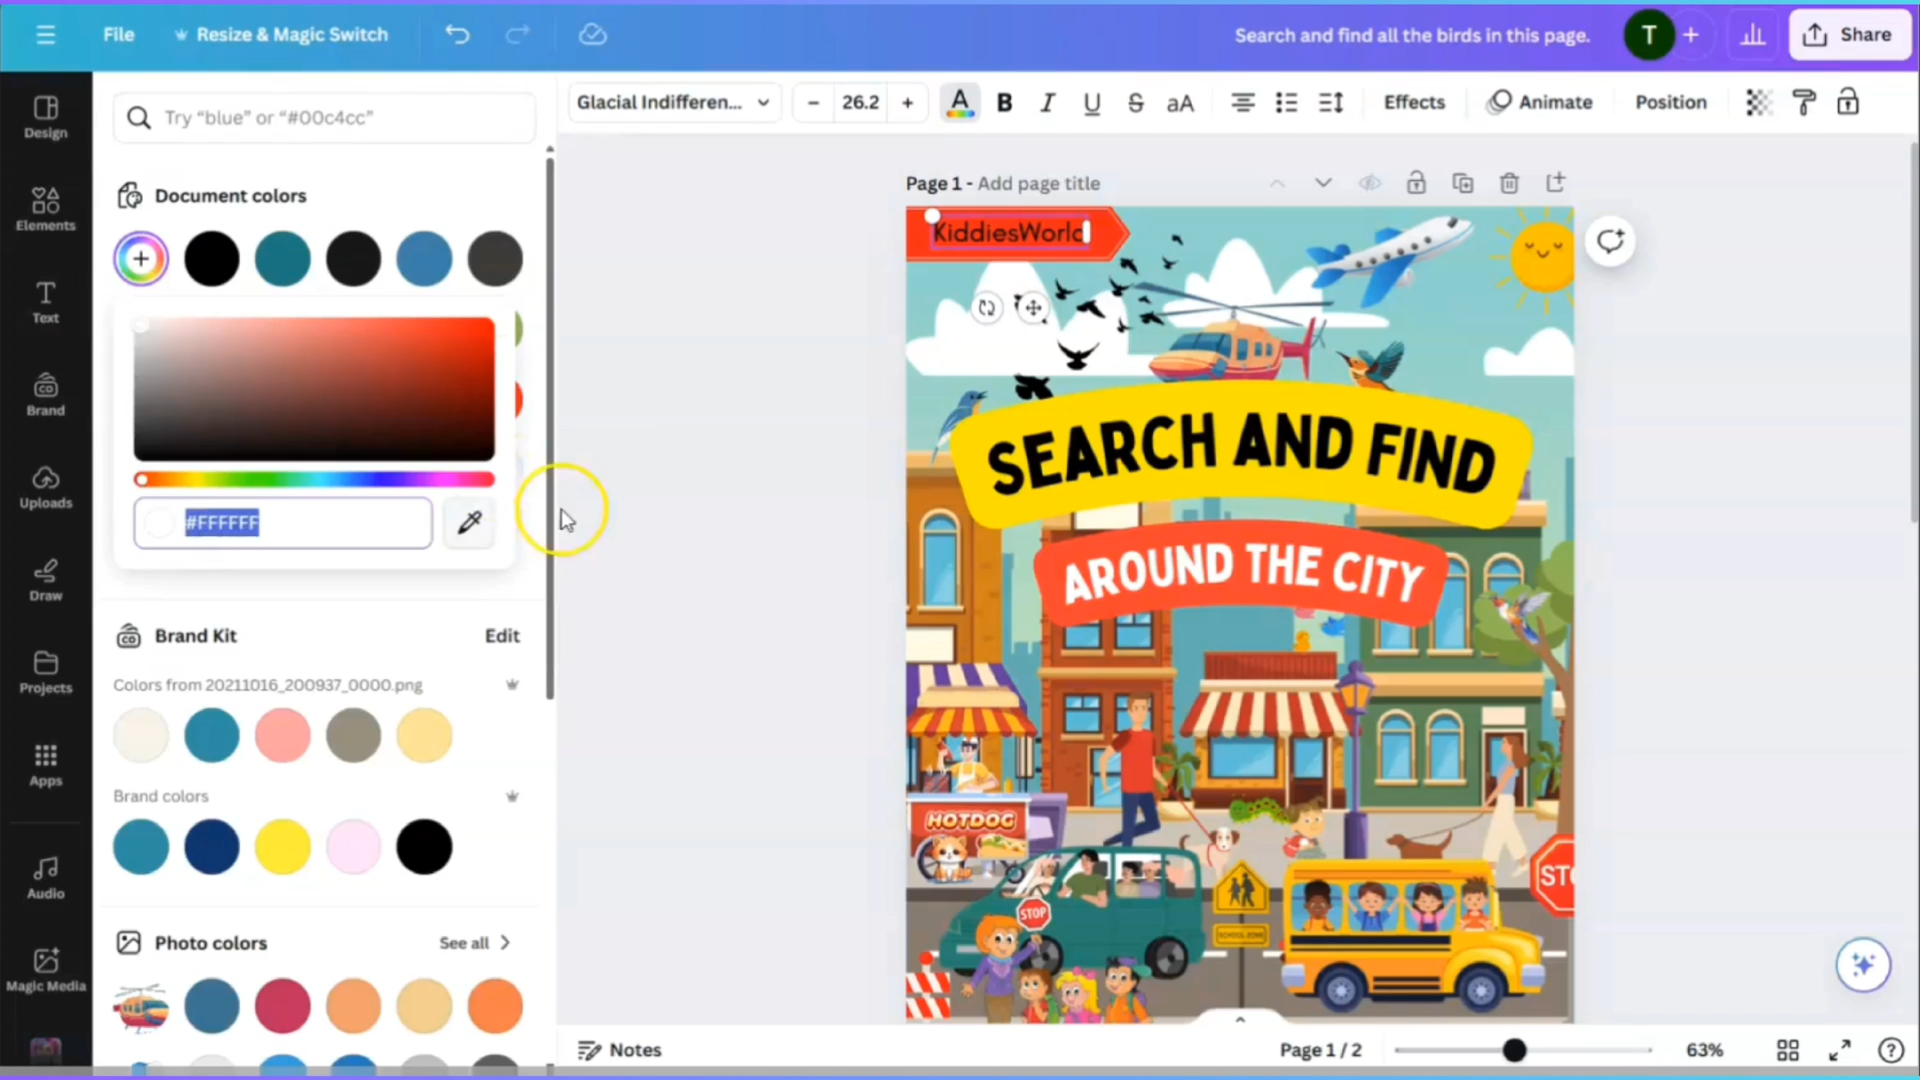 File
Resize & Magic Switch
Search and find all the birds in this page.
T
Share
Design
Elements
Text
Brand
Uploads
Draw
Projects
Apps
Audio
Magic Media
Try “blue” or “#00c4cc”
Document colors
#FFFFFF
Brand Kit
Edit
Colors from 20211016_200937_0000.png
Brand colors
Photo colors
See all
Glacial Indifferen...
26.2
A
B
I
U
S
aA
Effects
Animate
Position
Page 1 - Add page title
KiddiesWorld
SEARCH AND FIND
AROUND THE CITY
HOTDOG
STOP
SCHOOL ZONE
STO
Notes
Page 1 / 2
63%